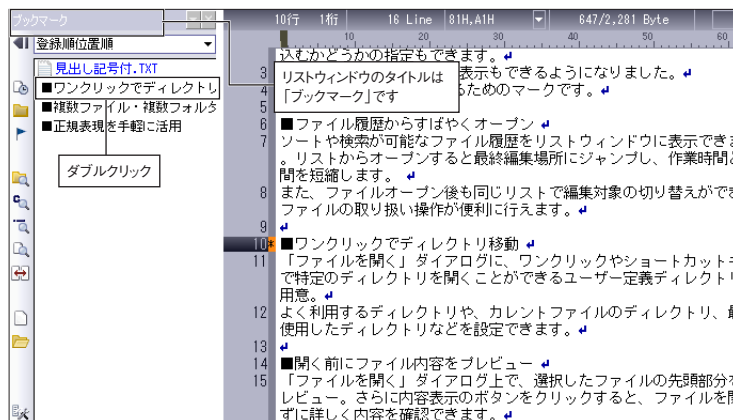 ブックマーク
10行 1桁 16 Line 81H,A1H 647/2,281 Byte
登録順位置順
10 20 30 40 50 60
見出し記号付.TXT
■ワンクリックでディレクトリ
■複数ファイル・複数フォルダ
■正規表現を手軽に活用
ダブルクリック
リストウィンドウのタイトルは
「ブックマーク」です
込むかどうかの指定もできます。
3 表示もできるようになりました。
4 るためのマークです。
5
6 ■ファイル履歴からすばやくオープン
7 ソートや検索が可能なファイル履歴をリストウィンドウに表示できま
。リストからオープンすると最終編集場所にジャンプし、作業時間と
間を短縮します。
8 また、ファイルオープン後も同じリストで編集対象の切り替えができ
ファイルの取り扱い操作が便利に行えます。
9
10 ■ワンクリックでディレクトリ移動
11 「ファイルを開く」ダイアログに、ワンクリックやショートカットキ
で特定のディレクトリを開くことができるユーザー定義ディレクトリ
用意。
12 よく利用するディレクトリや、カレントファイルのディレクトリ、最
使用したディレクトリなどを設定できます。
13
14 ■開く前にファイル内容をプレビュー
15 「ファイルを開く」ダイアログ上で、選択したファイルの先頭部分を
レビュー。さらに内容表示のボタンをクリックすると、ファイルを開
ずに詳しく内容を確認できます。